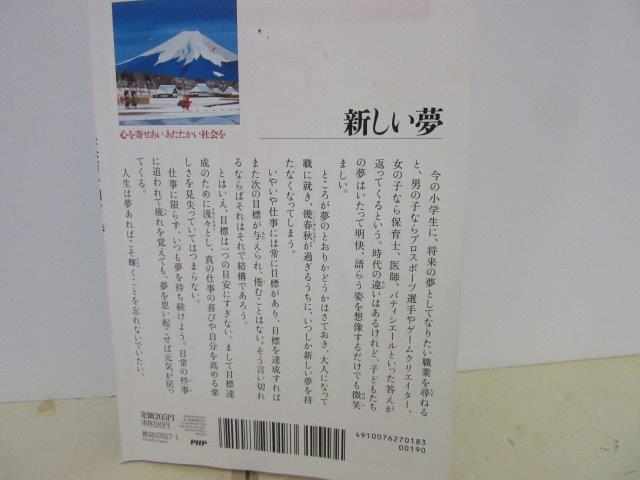 心を寄せあい あたたかい社会を
新しい夢
今の小学生に、将来の夢としてなりたい職業を尋ねる
と、男の子ならプロスポーツ選手やゲームクリエイター、
女の子なら保育士、医師、パティシエールといった答えが
返ってくるという。時代の違いはあるけれど、子どもたち
の夢はいたって明快。語らう姿を想像するだけでも微笑
ましい。
ところが夢のとおりかどうかはさておき、大人になって
職に就き、幾春秋が過ぎるうちに、いつしか新しい夢を持
たなくなってしまう。
いやいや仕事には常に目標があり、目標を達成すれば
また次の目標が与えられ、倦むことはない。そう言い切れ
るならばそれはそれで結構であろう。
とはいえ、目標は一つの目安にすぎない。まして目標達
成のために汲々とし、真の仕事の喜びや自分を高める楽
しさを見失っていてはつまらない。
仕事に限らず、いつも夢を持ち続けよう。日常の些事
に追われて疲れを覚えても、夢を思い起こせば元気が戻っ
てくる。
人生は夢あればこそ輝くことを忘れないでいたい。
定価205円
本体190円
雑誌07627-1
PHP
4910076270183
00190